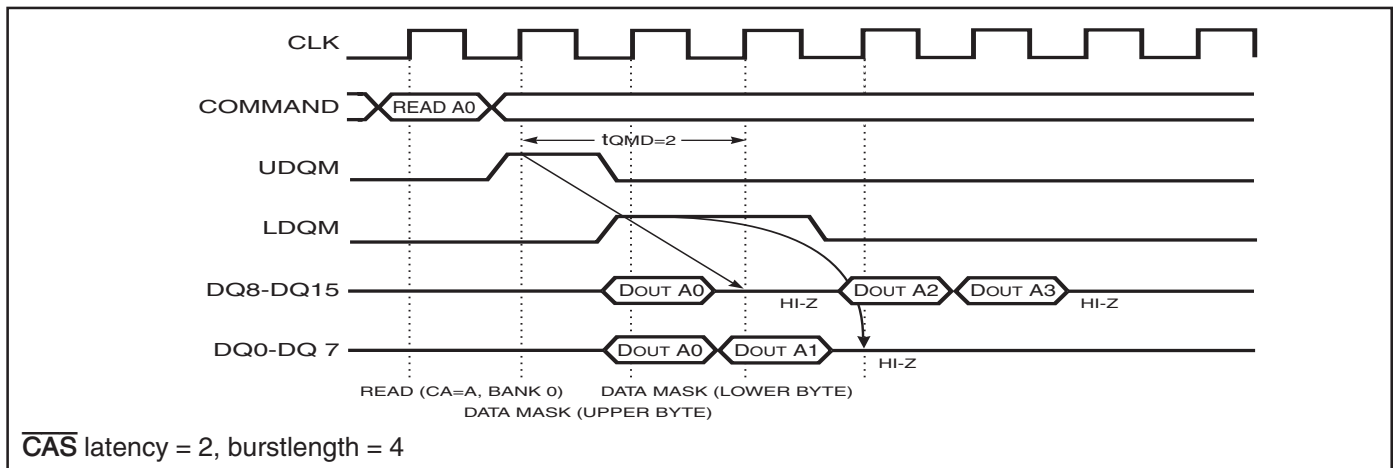 CLK
COMMAND READ A0
tQMD=2
UDQM
LDQM
DQ8-DQ15 DOUT A0 HI-Z DOUT A2 DOUT A3 HI-Z
DQ0-DQ 7 DOUT A0 DOUT A1 HI-Z
READ (CA=A, BANK 0) DATA MASK (LOWER BYTE)
DATA MASK (UPPER BYTE)
CAS latency = 2, burstlength = 4